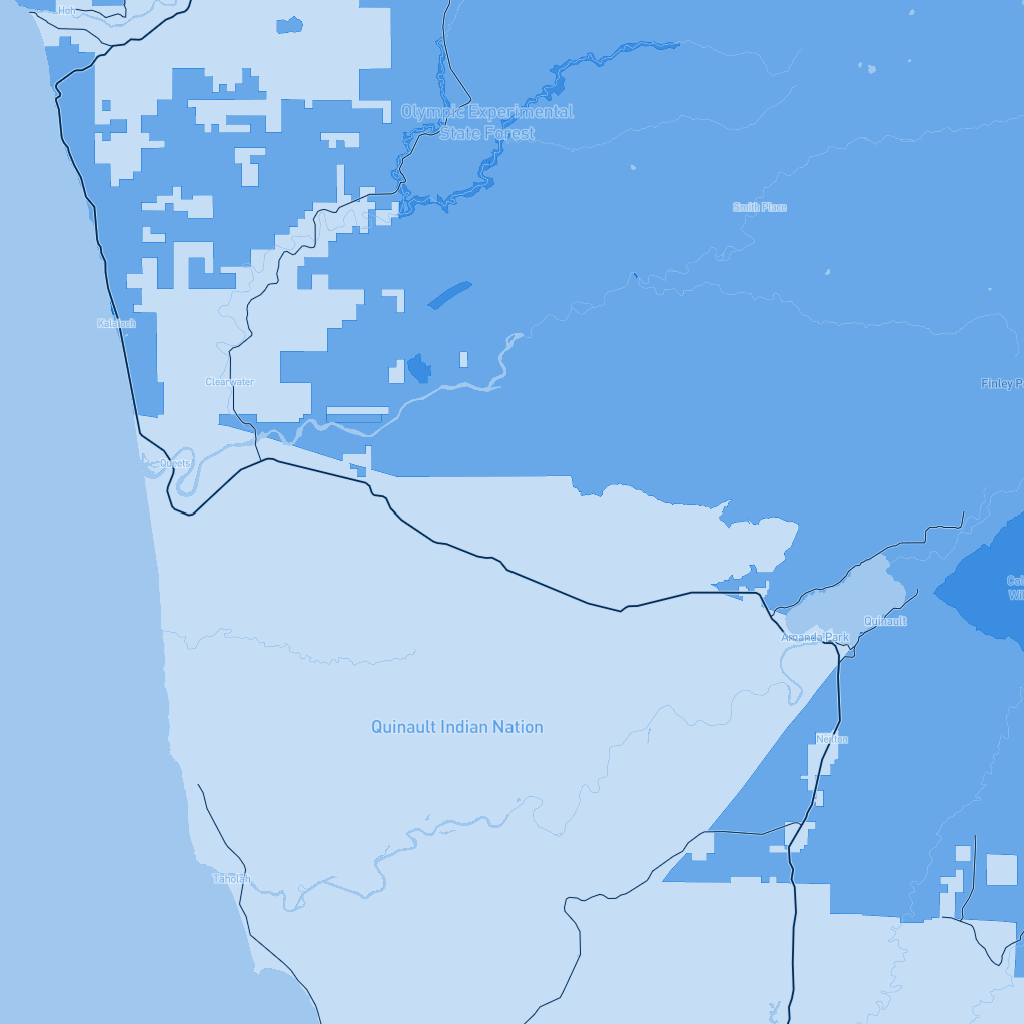 Hoh
Olympic Experimental
State Forest
Smith Place
Kalaloch
Clearwater
Finley P
Queets
Col
Wil
Quinault
Amanda Park
Quinault Indian Nation
Neilton
Taholah